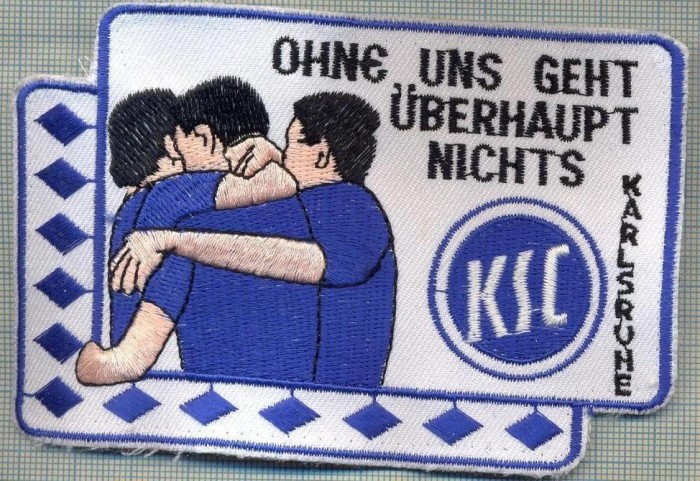 OHNE UNS GEHT
ÜBERHAUPT
NICHTS
KARLSRUHE
KSC